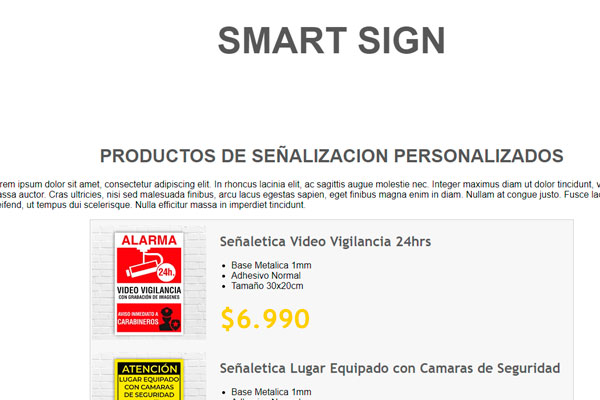 SMART SIGN
PRODUCTOS DE SEÑALIZACION PERSONALIZADOS
rem ipsum dolor sit amet, consectetur adipiscing elit. In rhoncus lacinia elit, ac sagittis augue molestie nec. Integer maximus diam ut dolor tincidunt, v
assa auctor. Cras ultricies, nisi sed malesuada finibus, arcu lacus egestas sapien, eget finibus magna enim in diam. Nullam at congue justo. Fusce lac
eifend, ut tempus dui scelerisque. Nulla efficitur massa in imperdiet tincidunt.
ALARMA
24h.
VIDEO VIGILANCIA
CON GRABACIÓN DE IMAGENES
AVISO INMEDIATO A
CARABINEROS
Señaletica Video Vigilancia 24hrs
Base Metalica 1mm
Adhesivo Normal
Tamaño 30x20cm
$6.990
ATENCIÓN
LUGAR EQUIPADO
CON CAMARAS
DE SEGURIDAD
Señaletica Lugar Equipado con Camaras de Seguridad
Base Metalica 1mm